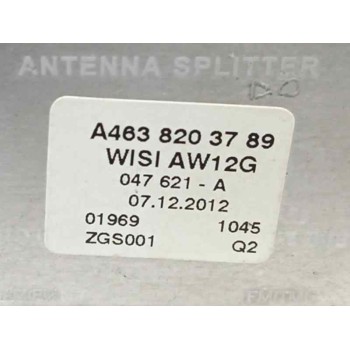 ANTENNA SPLITTER
A463 820 37 89
WISI AW12G
047 621 - A
07.12.2012
01969 1045
ZGS001 Q2